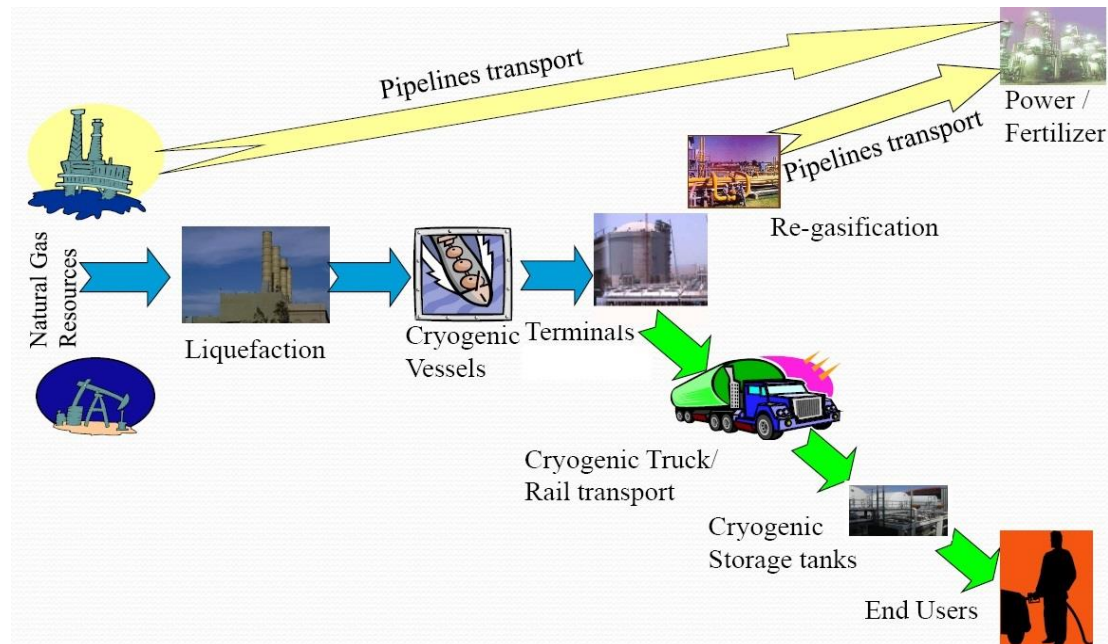 Pipelines transport
Power /
Fertilizer
Pipelines transport
Re-gasification
Natural Gas
Resources
Liquefaction
Cryogenic
Vessels
Terminals
Cryogenic Truck/
Rail transport
Cryogenic
Storage tanks
End Users